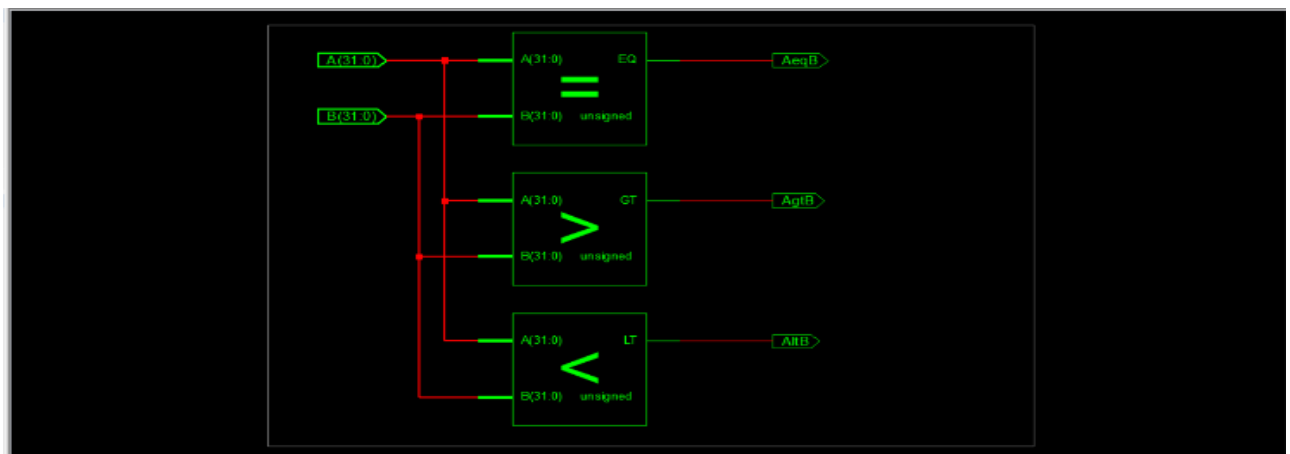 A(31:0)
B(31:0)
A(31:0) EQ
=
B(31:0) unsigned
AeqB
A(31:0) GT
>
B(31:0) unsigned
AgtB
A(31:0) LT
<
B(31:0) unsigned
AltB